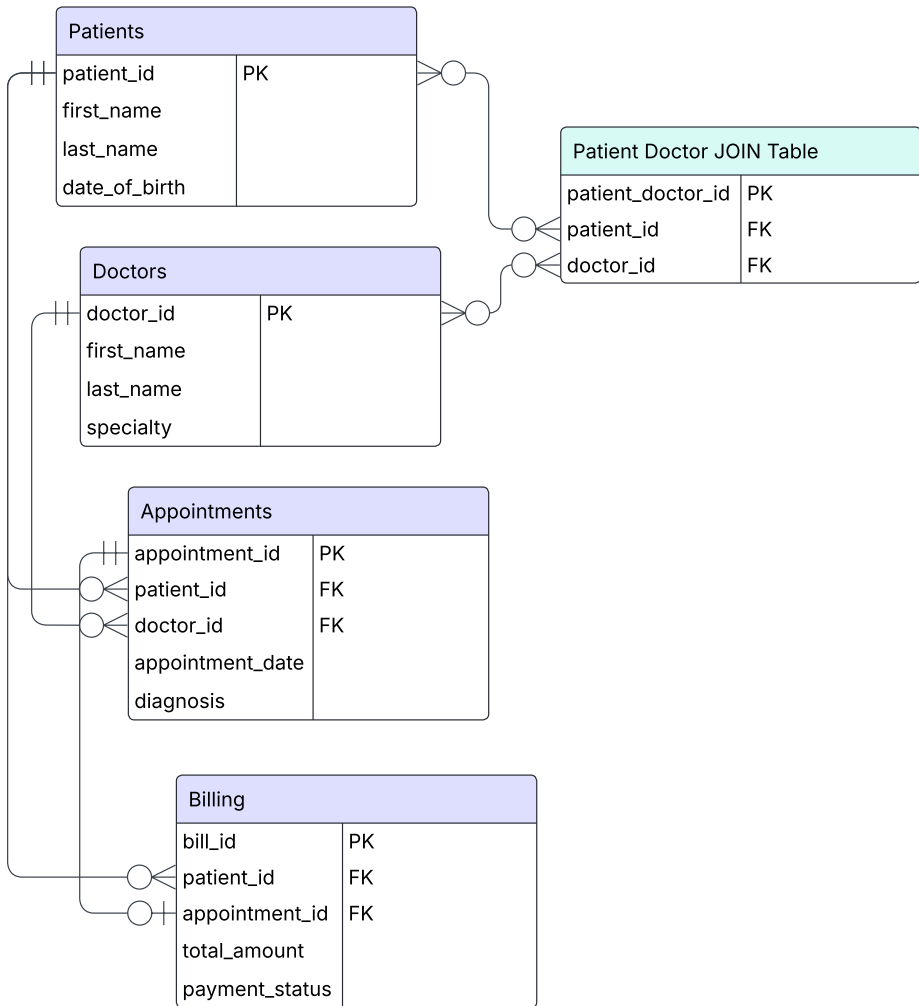 Patients
patient_id PK
first_name
last_name
date_of_birth
Patient Doctor JOIN Table
patient_doctor_id PK
patient_id FK
doctor_id FK
Doctors
doctor_id PK
first_name
last_name
specialty
Appointments
appointment_id PK
patient_id FK
doctor_id FK
appointment_date
diagnosis
Billing
bill_id PK
patient_id FK
appointment_id FK
total_amount
payment_status